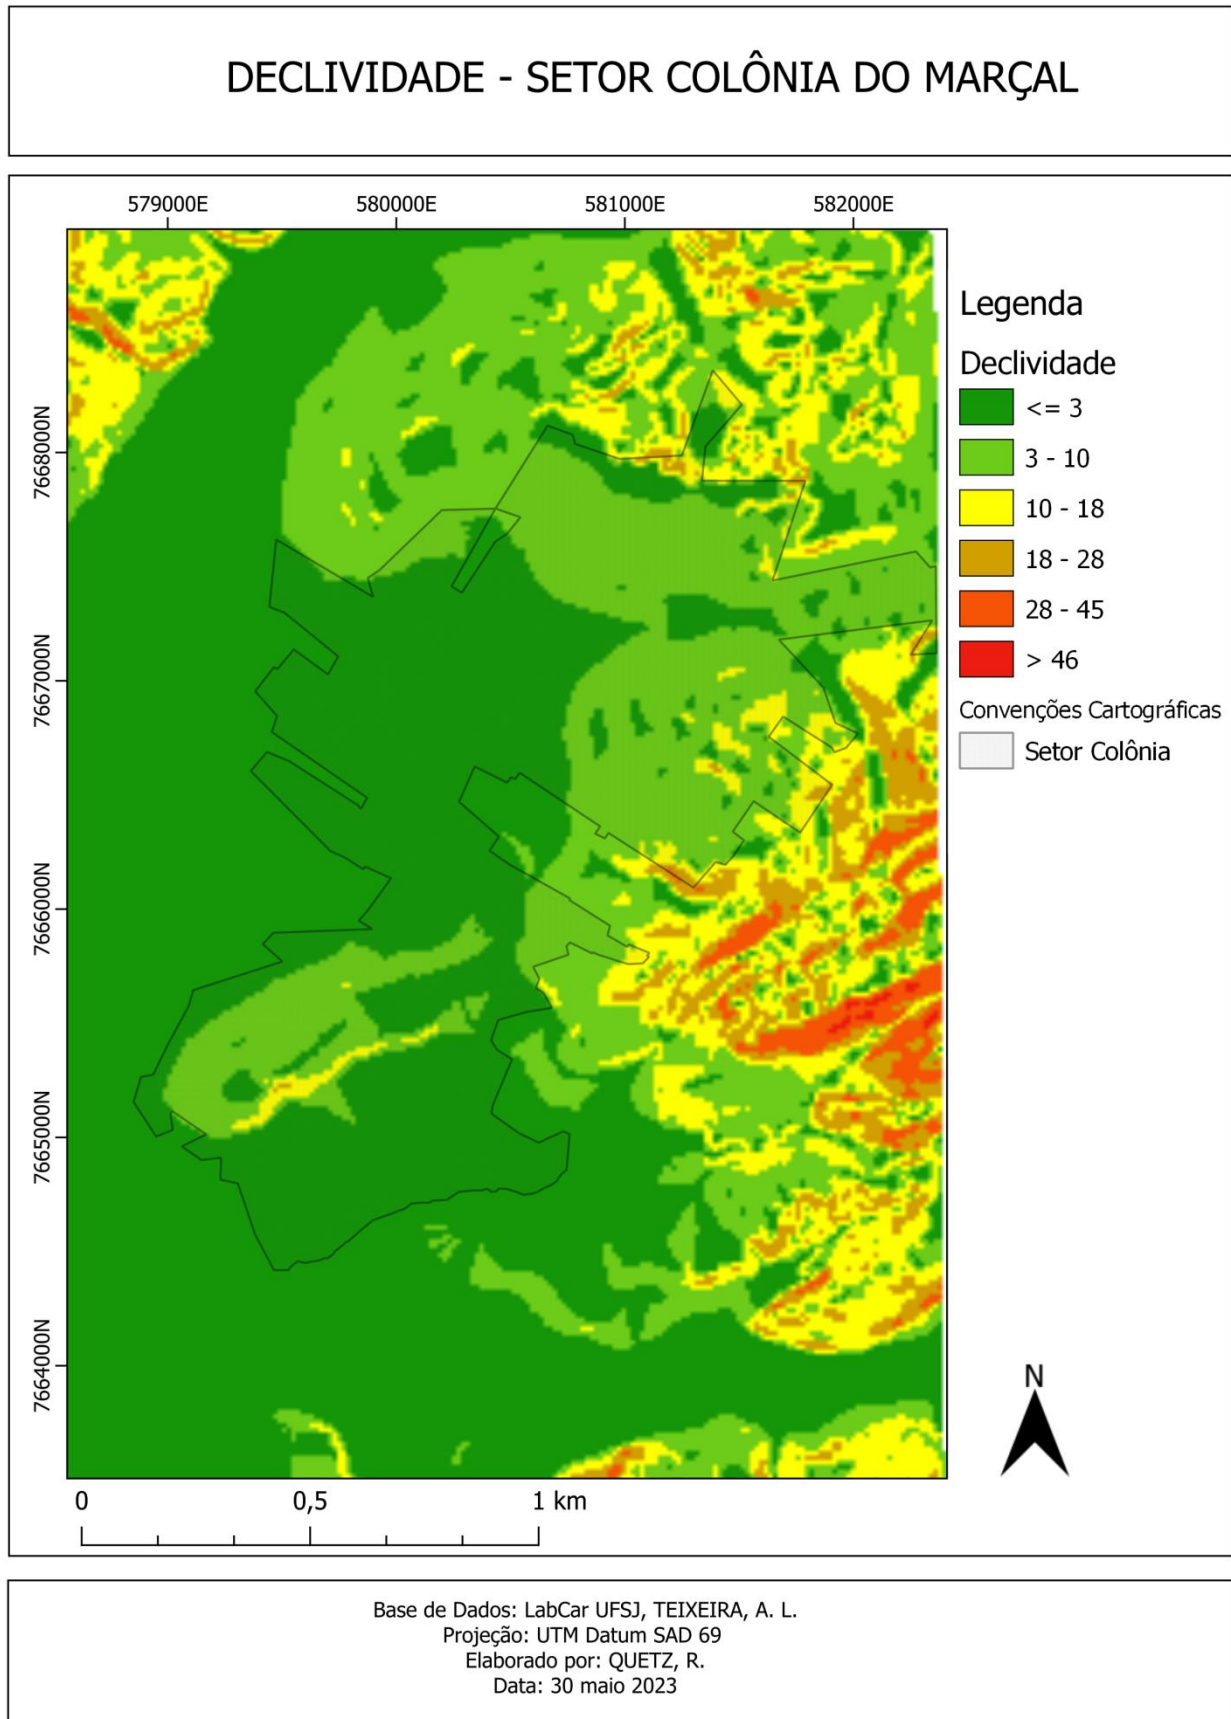 DECLIVIDADE - SETOR COLÔNIA DO MARÇAL
579000E 580000E 581000E 582000E
7668000N
7667000N
7666000N
7665000N
7664000N
Legenda
Declividade
<= 3
3 - 10
10 - 18
18 - 28
28 - 45
> 46
Convenções Cartográficas
Setor Colônia
N
0 0,5 1 km
Base de Dados: LabCar UFSJ, TEIXEIRA, A. L.
Projeção: UTM Datum SAD 69
Elaborado por: QUETZ, R.
Data: 30 maio 2023